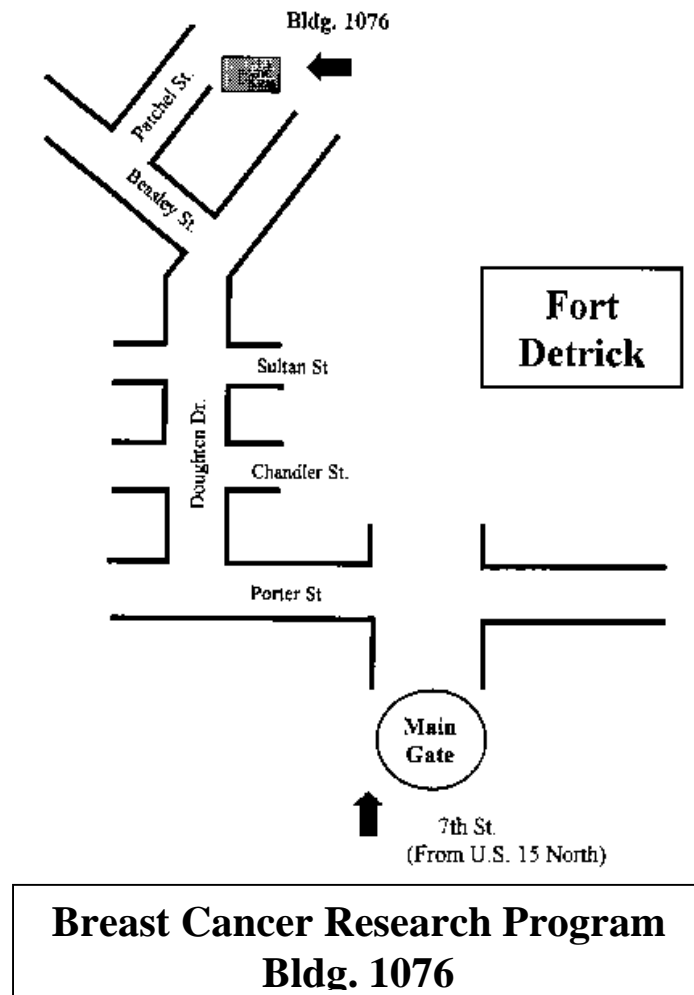 Bldg. 1076
Patchel St.
Beasley St.
Fort
Detrick
Sultan St
Doughten Dr.
Chandler St.
Porter St
Main
Gate
7th St.
(From U.S. 15 North)
Breast Cancer Research Program
Bldg. 1076